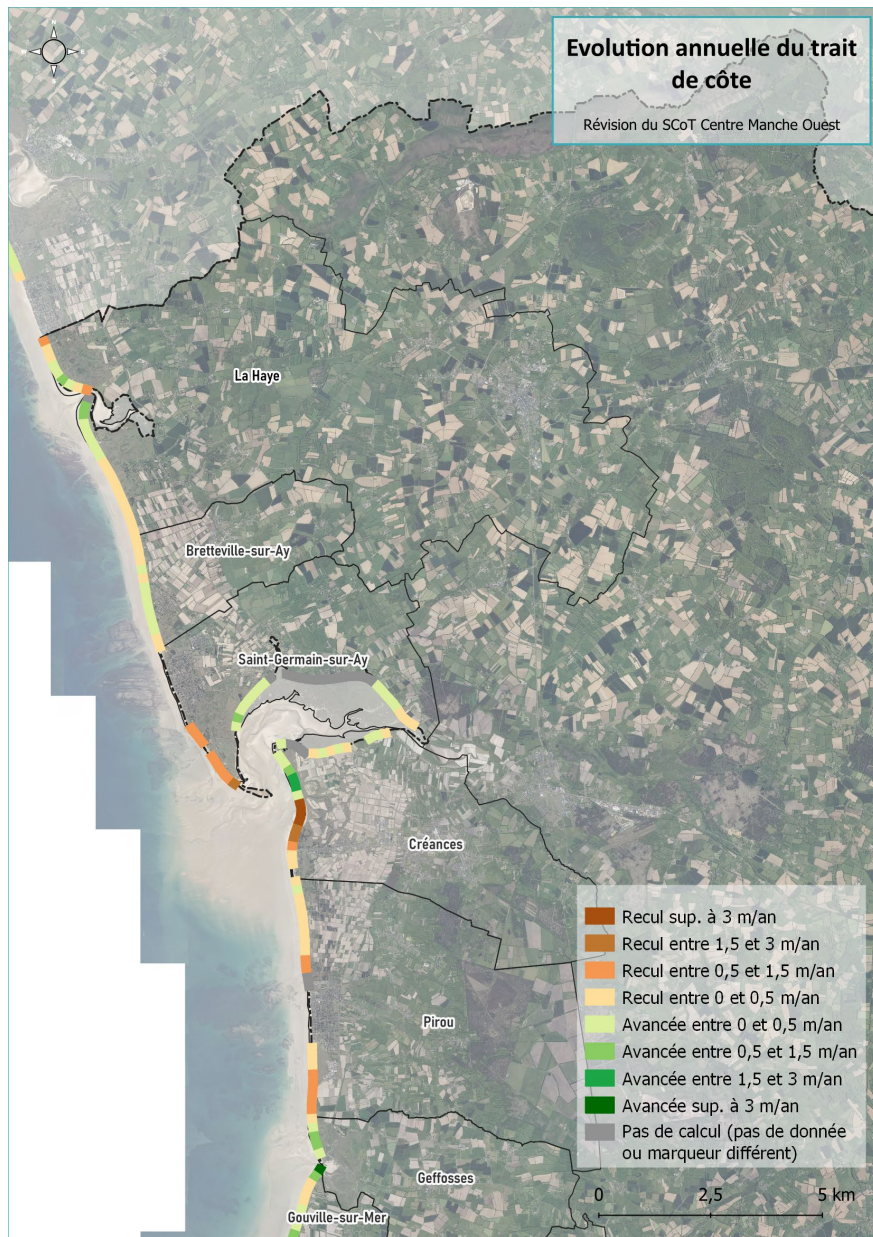 Evolution annuelle du trait
de côte
Révision du SCoT Centre Manche Ouest
La Haye
Bretteville-sur-Ay
Saint-Germain-sur-Ay
Créances
Pirou
Geffosses
Gouville-sur-Mer
Recul sup. à 3 m/an
Recul entre 1,5 et 3 m/an
Recul entre 0,5 et 1,5 m/an
Recul entre 0 et 0,5 m/an
Avancée entre 0 et 0,5 m/an
Avancée entre 0,5 et 1,5 m/an
Avancée entre 1,5 et 3 m/an
Avancée sup. à 3 m/an
Pas de calcul (pas de donnée
ou marqueur différent)
0 2,5 5 km